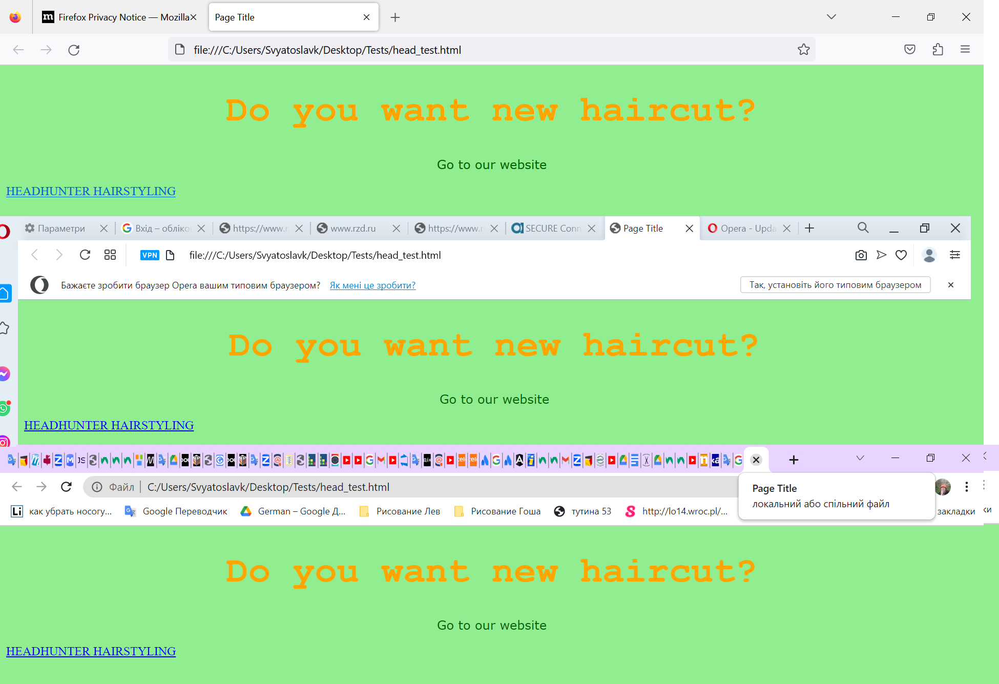 Firefox Privacy Notice — Mozilla
Page Title
file:///C:/Users/Svyatoslavk/Desktop/Tests/head_test.html
Do you want new haircut?
Go to our website
HEADHUNTER HAIRSTYLING
Параметри
Вхід – обліко
https://www.r
www.rzd.ru
https://www.r
SECURE Conn
Page Title
Opera - Upda
VPN
file:///C:/Users/Svyatoslavk/Desktop/Tests/head_test.html
Бажаєте зробити браузер Opera вашим типовим браузером?
Як мені це зробити?
Так, установіть його типовим браузером
Do you want new haircut?
Go to our website
HEADHUNTER HAIRSTYLING
Файл
C:/Users/Svyatoslavk/Desktop/Tests/head_test.html
Page Title
локальний або спільний файл
как убрать носогу...
Google Переводчик
German – Google Д...
Рисование Лев
Рисование Гоша
тутина 53
http://lo14.wroc.pl/...
закладки
ки
Do you want new haircut?
Go to our website
HEADHUNTER HAIRSTYLING